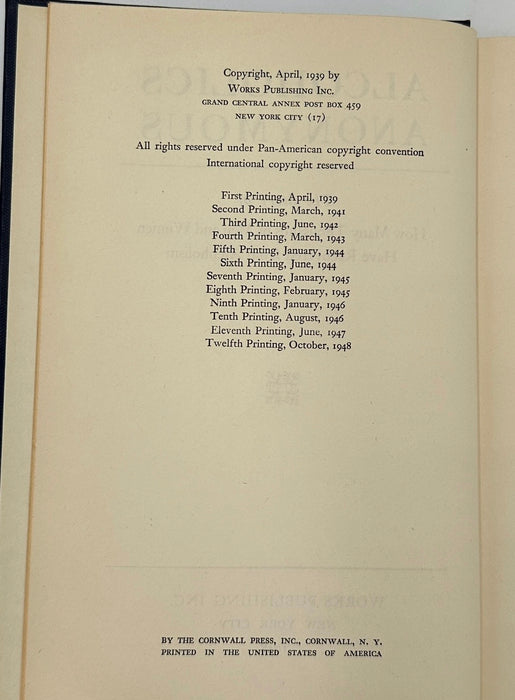 Copyright, April, 1939 by
Works Publishing Inc.
GRAND CENTRAL ANNEX POST BOX 459
NEW YORK CITY (17)
All rights reserved under Pan-American copyright convention
International copyright reserved
First Printing, April, 1939
Second Printing, March, 1941
Third Printing, June, 1942
Fourth Printing, March, 1943
Fifth Printing, January, 1944
Sixth Printing, June, 1944
Seventh Printing, January, 1945
Eighth Printing, February, 1945
Ninth Printing, January, 1946
Tenth Printing, August, 1946
Eleventh Printing, June, 1947
Twelfth Printing, October, 1948
BY THE CORNWALL PRESS, INC., CORNWALL, N. Y.
PRINTED IN THE UNITED STATES OF AMERICA